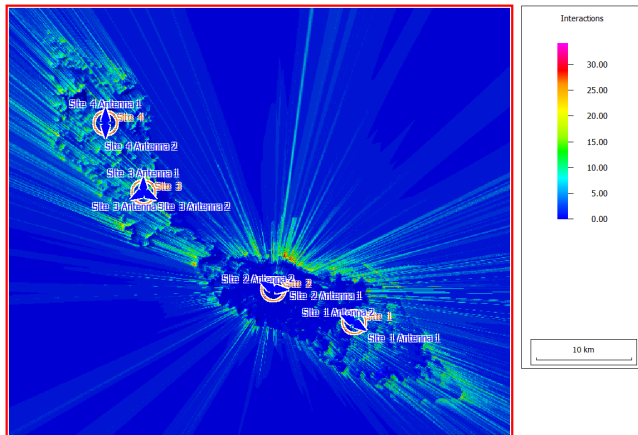 Interactions
30.00
25.00
20.00
15.00
10.00
5.00
0.00
10 km
Site 4 Antenna 1
Site 4
Site 4 Antenna 2
Site 3 Antenna 1
Site 3
Site 3 Antenna Site 3 Antenna 2
Site 2 Antenna 2
Site 2
Site 2 Antenna 1
Site 1 Antenna 2
Site 1
Site 1 Antenna 1